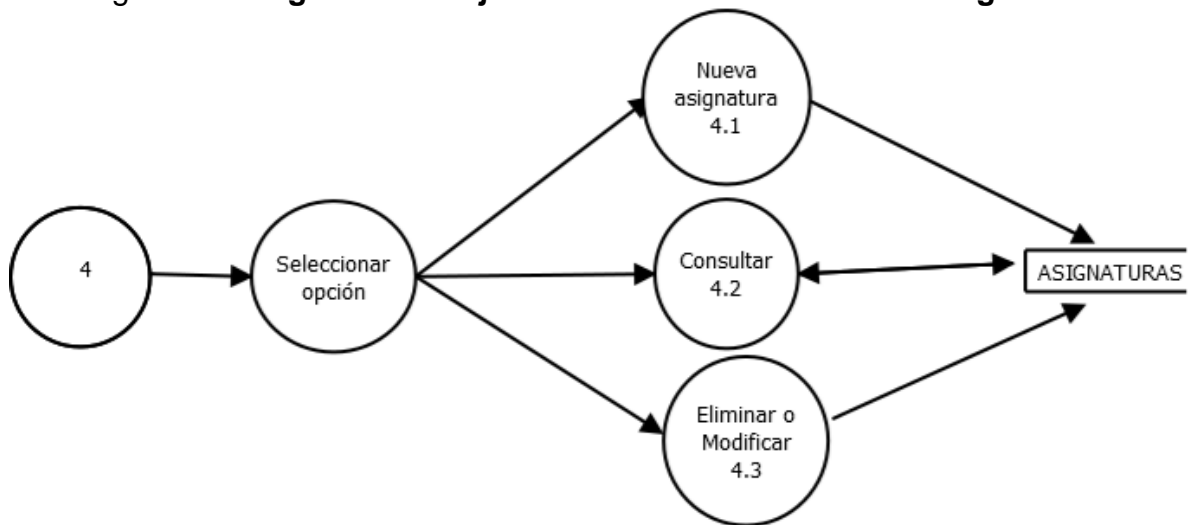 4
Seleccionar
opción
Nueva
asignatura
4.1
Consultar
4.2
Eliminar o
Modificar
4.3
ASIGNATURAS